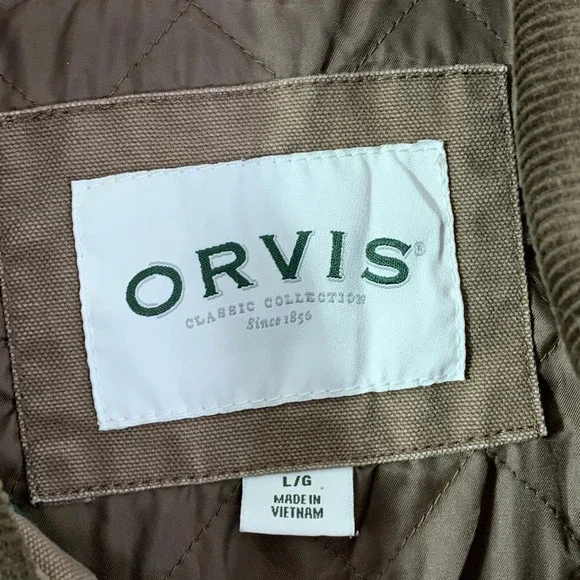 ORVIS®
CLASSIC COLLECTION
Since 1856
L/G
MADE IN
VIETNAM